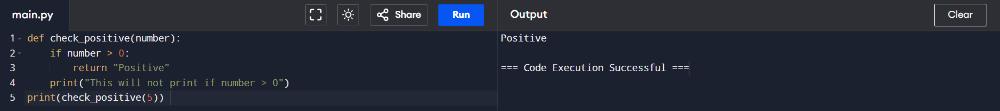 main.py
Share
Run
Output
Clear
1 def check_positive(number):
2     if number > 0:
3         return "Positive"
4     print("This will not print if number > 0")
5 print(check_positive(5))
Positive
=== Code Execution Successful ===